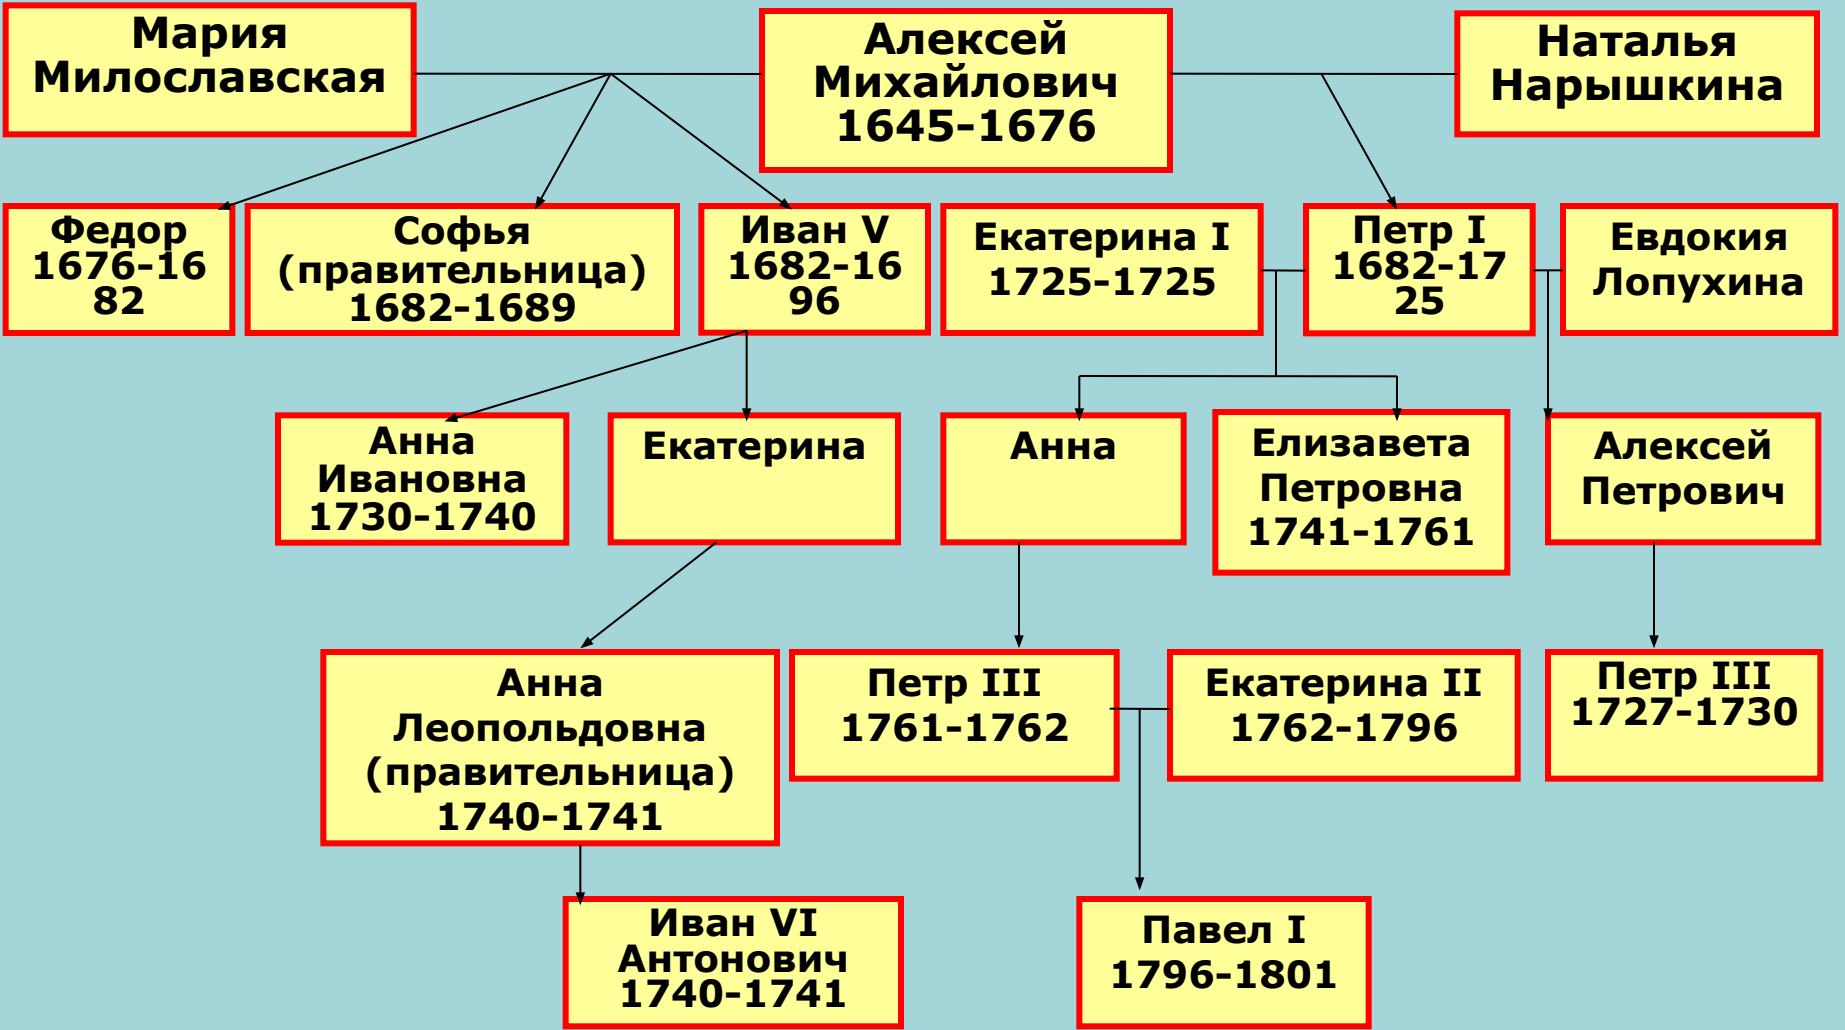 Мария
Милославская
Алексей
Михайлович
1645-1676
Наталья
Нарышкина
Федор
1676-16
82
Софья
(правительница)
1682-1689
Иван V
1682-16
96
Екатерина I
1725-1725
Петр I
1682-17
25
Евдокия
Лопухина
Анна
Ивановна
1730-1740
Екатерина
Анна
Елизавета
Петровна
1741-1761
Алексей
Петрович
Анна
Леопольдовна
(правительница)
1740-1741
Петр III
1761-1762
Екатерина II
1762-1796
Петр III
1727-1730
Иван VI
Антонович
1740-1741
Павел I
1796-1801